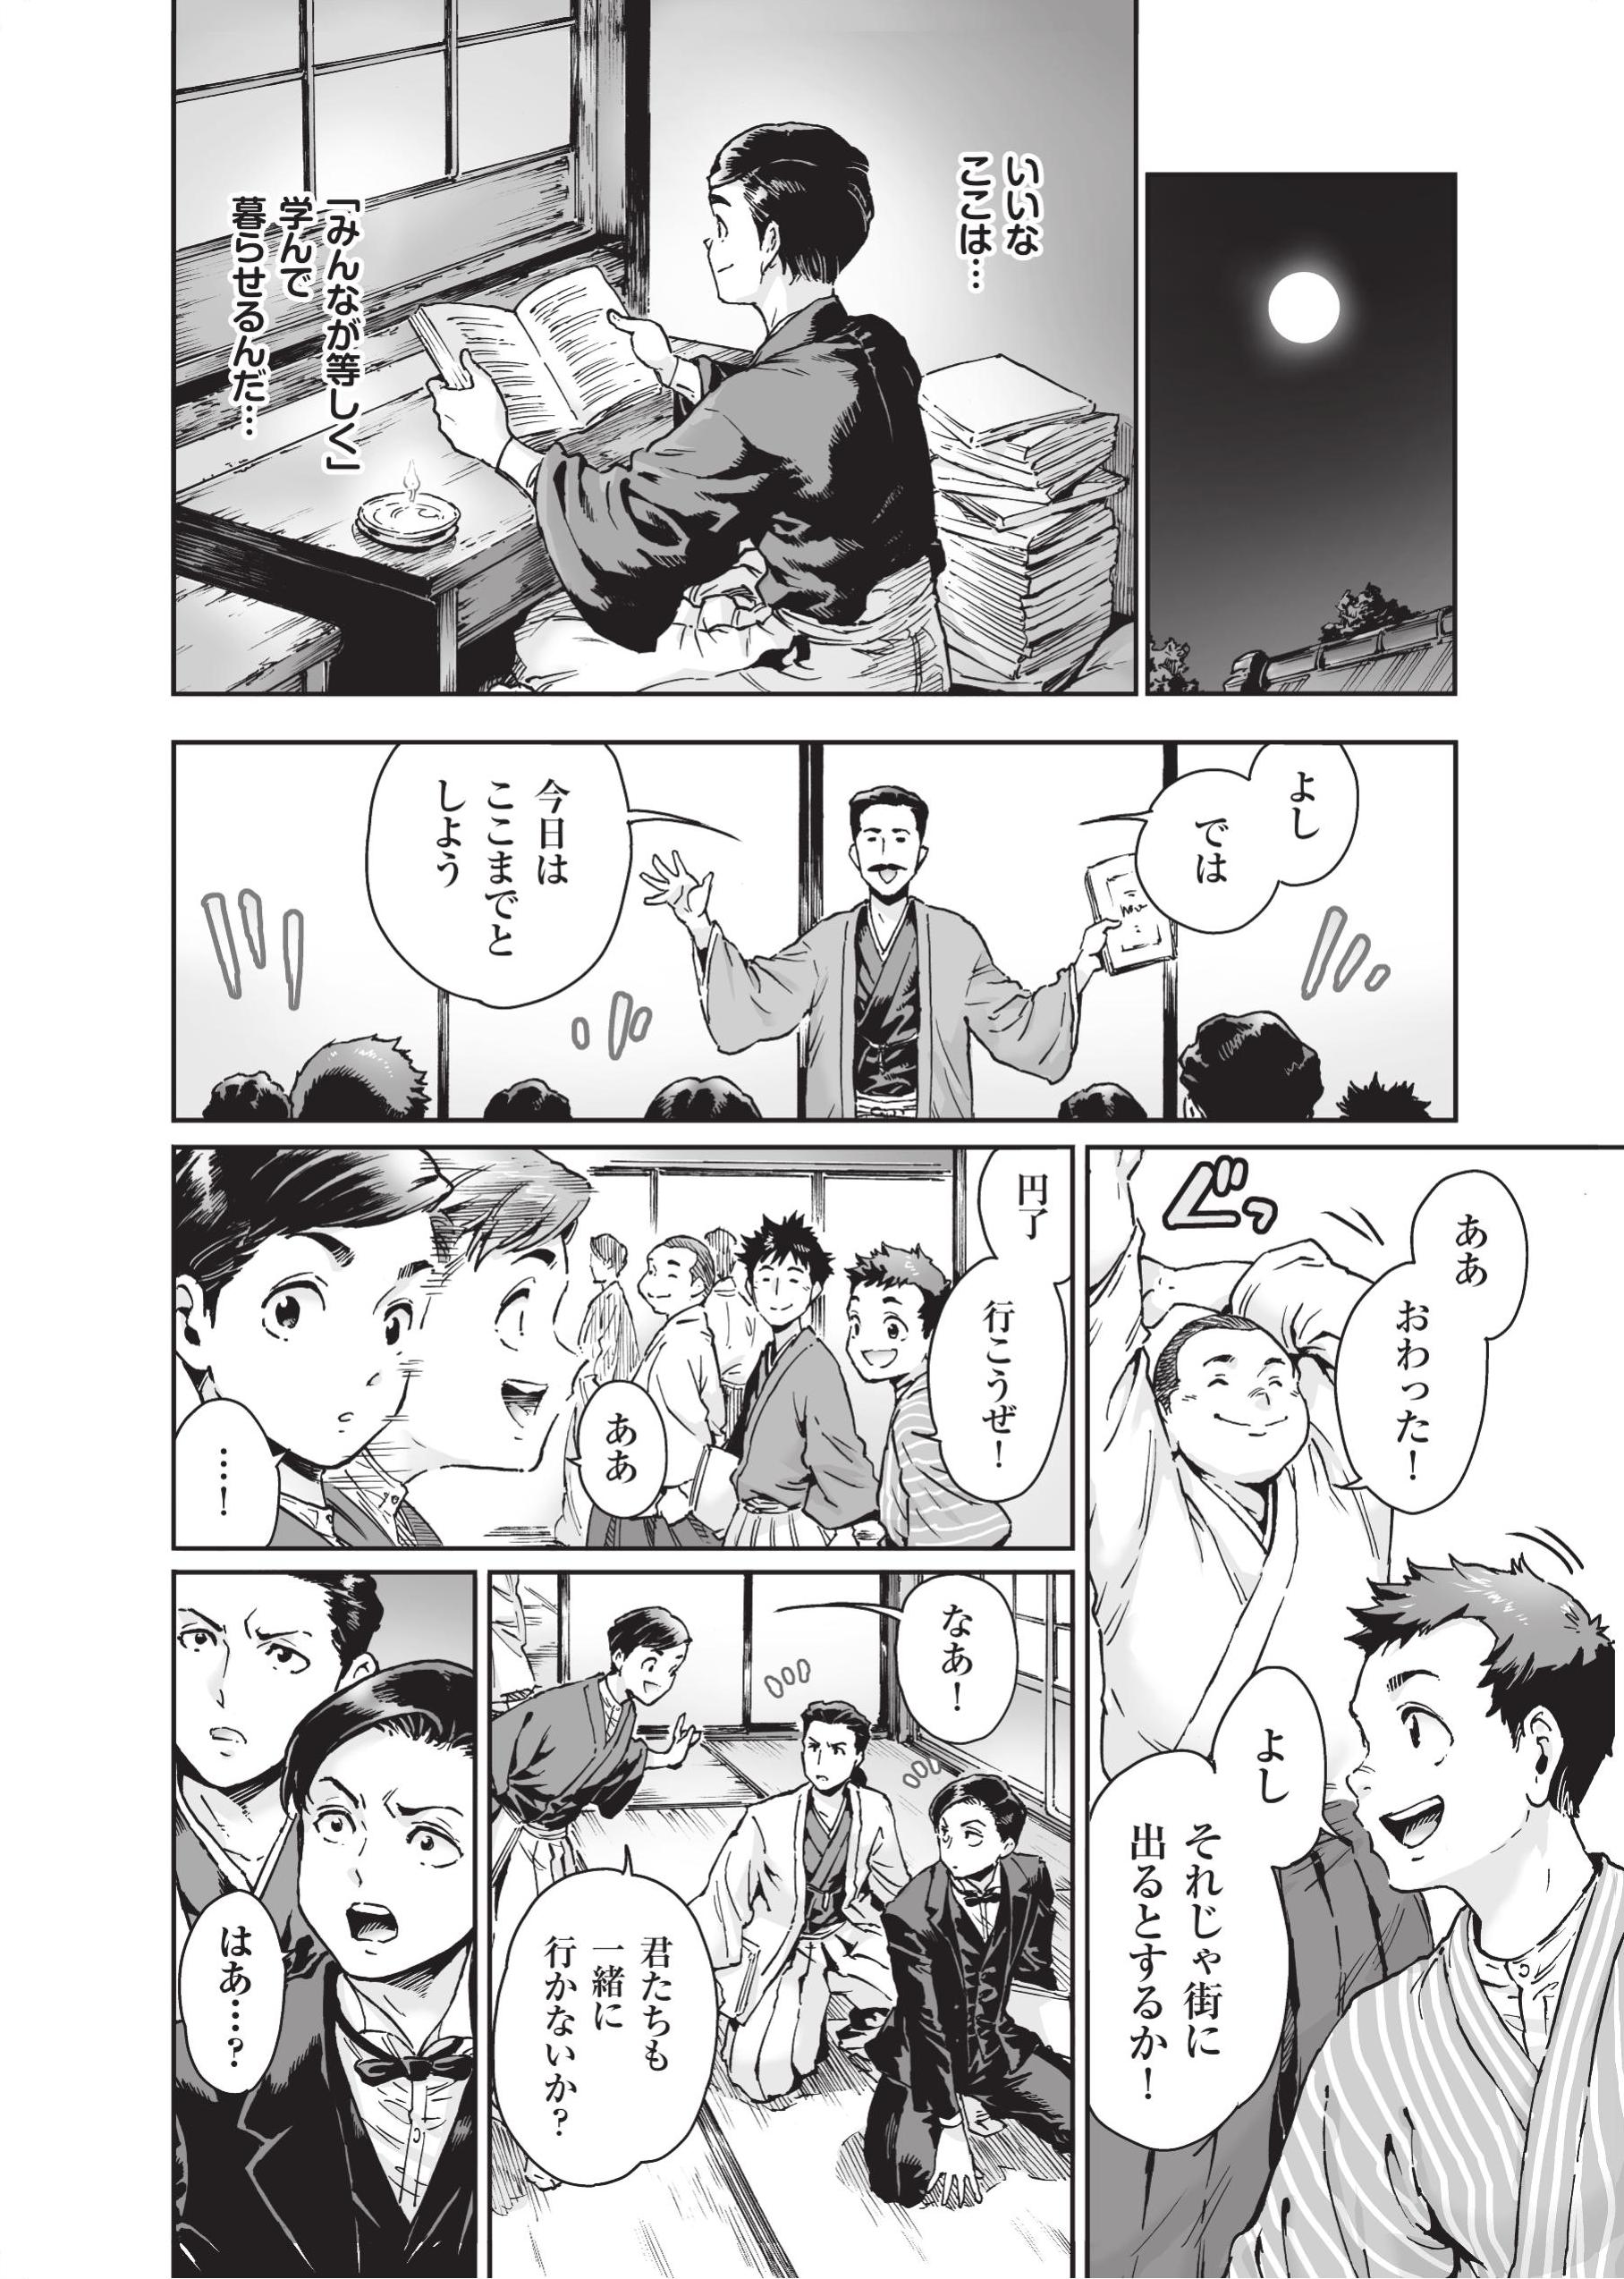 いいな
ここは…
「みんなが等しく」
学んで
暮らせるんだ…
よし
では
今日は
ここまでと
しよう
ああ
おわった！
ぐっ
よし
それじゃ街に
出るとするか！
円了
行こうぜ！
ああ
…！
なあ！
君たちも
一緒に
行かないか？
はあ…？